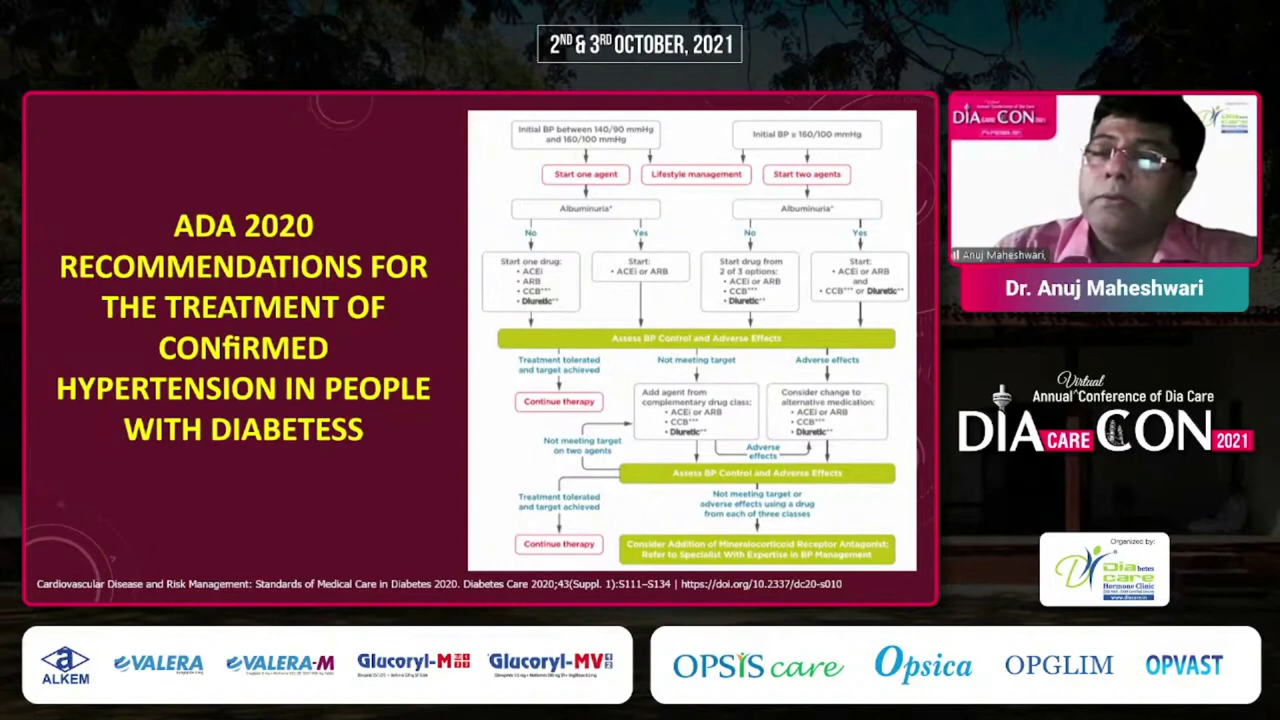 2ND & 3RD OCTOBER, 2021
ADA 2020
RECOMMENDATIONS FOR
THE TREATMENT OF
CONfiRMED
HYPERTENSION IN PEOPLE
WITH DIABETESS
Initial BP between 140/90 mmHg
and 160/100 mmHg
Initial BP ≥ 160/100 mmHg
Start one agent
Lifestyle management
Start two agents
Albuminuria*
Albuminuria*
No
Yes
No
Yes
Start one drug:
• ACEi
• ARB
• CCB***
• Diuretic**
Start:
• ACEi or ARB
Start drug from
2 of 3 options:
• ACEi or ARB
• CCB***
• Diuretic**
Start:
• ACEi or ARB
and
• CCB*** or Diuretic**
Assess BP Control and Adverse Effects
Treatment tolerated
and target achieved
Not meeting target
Adverse effects
Continue therapy
Add agent from
complementary drug class:
• ACEi or ARB
• CCB***
• Diuretic**
Consider change to
alternative medication:
• ACEi or ARB
• CCB***
• Diuretic**
Not meeting target
on two agents
Adverse
effects
Assess BP Control and Adverse Effects
Treatment tolerated
and target achieved
Not meeting target or
adverse effects using a drug
from each of three classes
Continue therapy
Consider Addition of Mineralocorticoid Receptor Antagonist;
Refer to Specialist With Expertise in BP Management
Cardiovascular Disease and Risk Management: Standards of Medical Care in Diabetes 2020. Diabetes Care 2020;43(Suppl. 1):S111–S134 | https://doi.org/10.2337/dc20-s010
Annual Conference of Dia Care
DIA CARE CON 2021
Anuj Maheshwari,
Dr. Anuj Maheshwari
Virtual
Annual ^Conference of Dia Care
DIA CARE CON 2021
Organized by:
Diabetes
care
Hormone Clinic
ALKEM
VALERA
VALERA-M
Glucoryl-M
Glucoryl-MV
OPSIS care
Opsica
OPGLIM
OPVAST